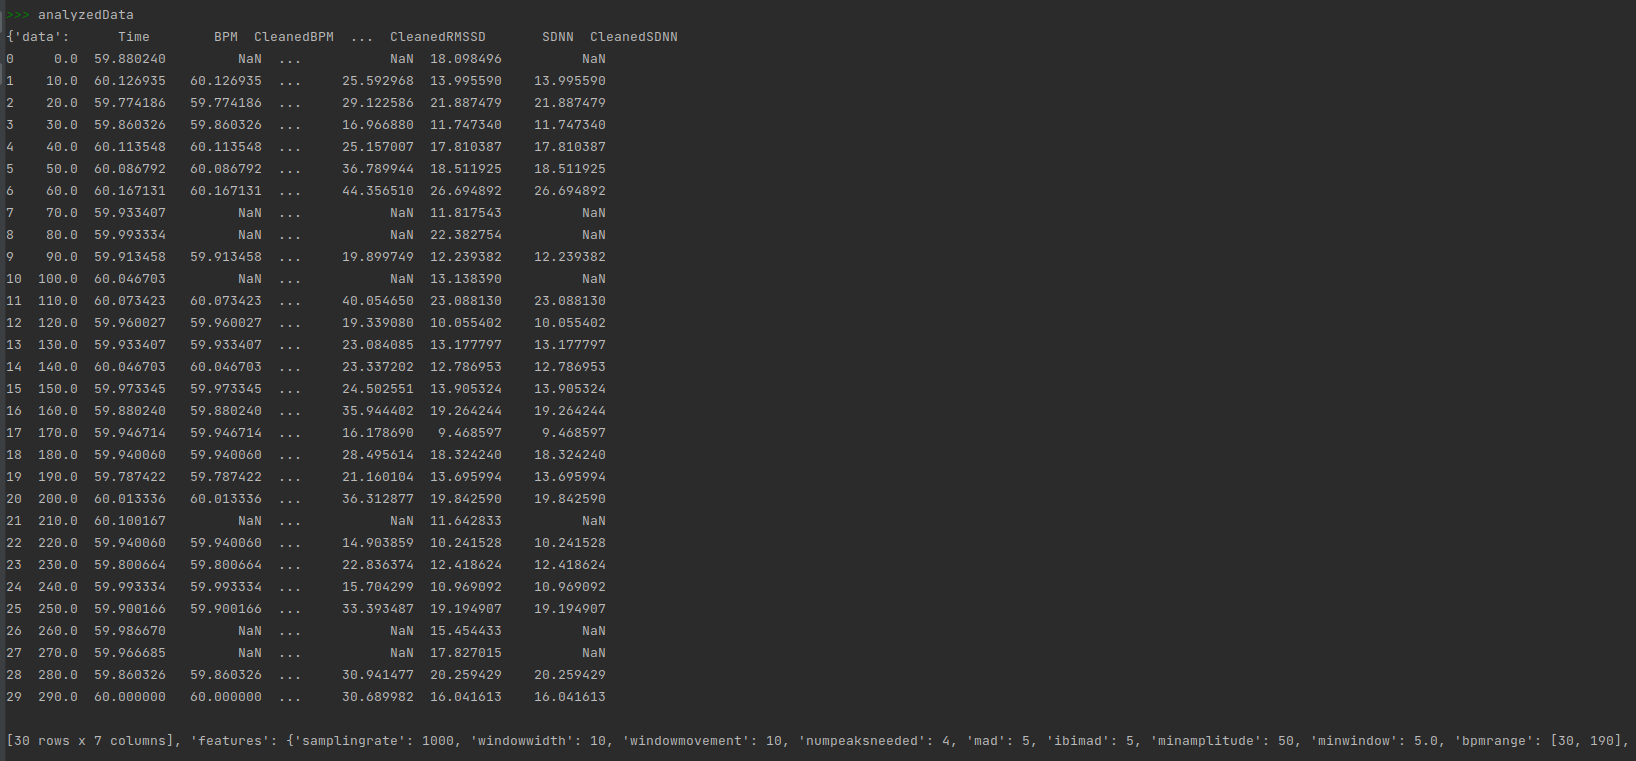 >>> analyzedData
{'data':      Time        BPM  CleanedBPM  ...  CleanedRMSSD       SDNN  CleanedSDNN
0     0.0  59.880240         NaN  ...           NaN  18.098496          NaN
1    10.0  60.126935   60.126935  ...     25.592968  13.995590    13.995590
2    20.0  59.774186   59.774186  ...     29.122586  21.887479    21.887479
3    30.0  59.860326   59.860326  ...     16.966880  11.747340    11.747340
4    40.0  60.113548   60.113548  ...     25.157007  17.810387    17.810387
5    50.0  60.086792   60.086792  ...     36.789944  18.511925    18.511925
6    60.0  60.167131   60.167131  ...     44.356510  26.694892    26.694892
7    70.0  59.933407         NaN  ...           NaN  11.817543          NaN
8    80.0  59.993334         NaN  ...           NaN  22.382754          NaN
9    90.0  59.913458   59.913458  ...     19.899749  12.239382    12.239382
10  100.0  60.046703         NaN  ...           NaN  13.138390          NaN
11  110.0  60.073423   60.073423  ...     40.054650  23.088130    23.088130
12  120.0  59.960027   59.960027  ...     19.339080  10.055402    10.055402
13  130.0  59.933407   59.933407  ...     23.084085  13.177797    13.177797
14  140.0  60.046703   60.046703  ...     23.337202  12.786953    12.786953
15  150.0  59.973345   59.973345  ...     24.502551  13.905324    13.905324
16  160.0  59.880240   59.880240  ...     35.944402  19.264244    19.264244
17  170.0  59.946714   59.946714  ...     16.178690   9.468597     9.468597
18  180.0  59.940060   59.940060  ...     28.495614  18.324240    18.324240
19  190.0  59.787422   59.787422  ...     21.160104  13.695994    13.695994
20  200.0  60.013336   60.013336  ...     36.312877  19.842590    19.842590
21  210.0  60.100167         NaN  ...           NaN  11.642833          NaN
22  220.0  59.940060   59.940060  ...     14.903859  10.241528    10.241528
23  230.0  59.800664   59.800664  ...     22.836374  12.418624    12.418624
24  240.0  59.993334   59.993334  ...     15.704299  10.969092    10.969092
25  250.0  59.900166   59.900166  ...     33.393487  19.194907    19.194907
26  260.0  59.986670         NaN  ...           NaN  15.454433          NaN
27  270.0  59.966685         NaN  ...           NaN  17.827015          NaN
28  280.0  59.860326   59.860326  ...     30.941477  20.259429    20.259429
29  290.0  60.000000   60.000000  ...     30.689982  16.041613    16.041613
[30 rows x 7 columns], 'features': {'samplingrate': 1000, 'windowwidth': 10, 'windowmovement': 10, 'numpeaksneeded': 4, 'mad': 5, 'ibimad': 5, 'minamplitude': 50, 'minwindow': 5.0, 'bpmrange': [30, 190],